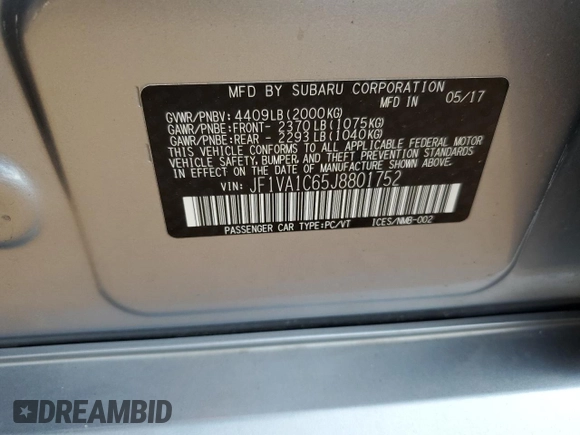 MFD BY SUBARU CORPORATION 05/17
GVWR/PNBV: 4409LB(2000KG)
GAWR/PNBE:FRONT- 2370LB(1075KG)
GAWR/PNBE:REAR - 2293LB(1040KG)
THIS VEHICLE CONFORMS TO ALL APPLICABLE FEDERAL MOTOR
VEHICLE SAFETY, BUMPER, AND THEFT PREVENTION STANDARDS
IN EFFECT ON THE DATE OF MANUFACTURE SHOWN ABOVE.
VIN: JF1VA1C65J8801752
PASSENGER CAR TYPE:PC/VT ICES/NMB-002
DREAMBID